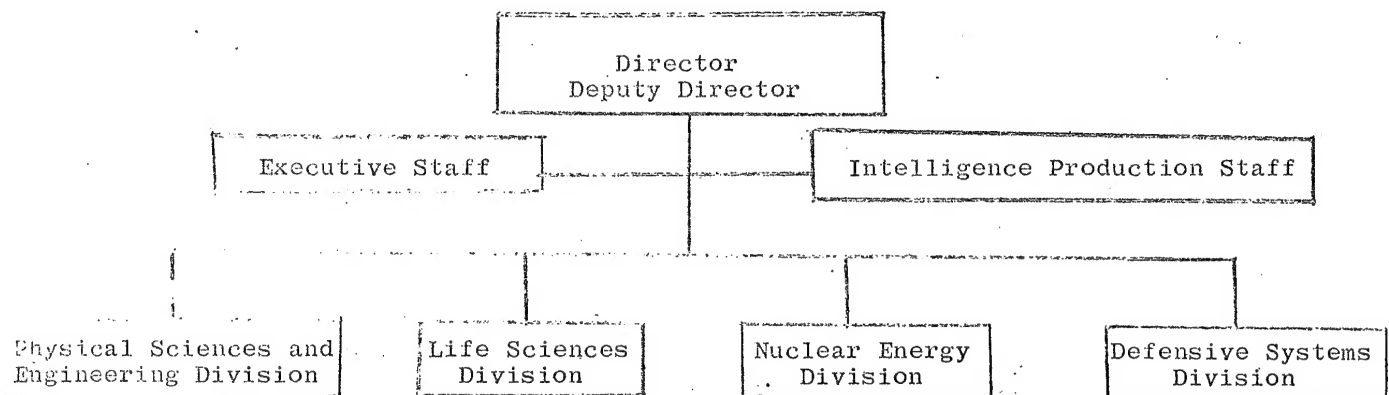 Director
Deputy Director
Executive Staff
Intelligence Production Staff
Physical Sciences and
Engineering Division
Life Sciences
Division
Nuclear Energy
Division
Defensive Systems
Division